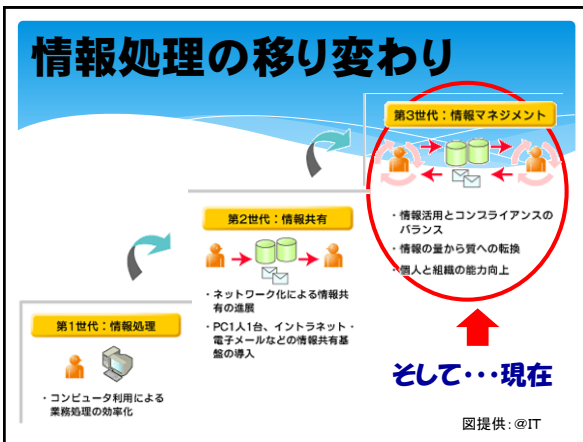 情報処理の移り変わり
第3世代：情報マネジメント
・情報活用とコンプライアンスの
バランス
・情報の量から質への転換
・個人と組織の能力向上
第2世代：情報共有
・ネットワーク化による情報共
有の進展
・PC1人1台、イントラネット・
電子メールなどの情報共有基
盤の導入
第1世代：情報処理
・コンピュータ利用による
業務処理の効率化
そして・・・現在
図提供：@IT